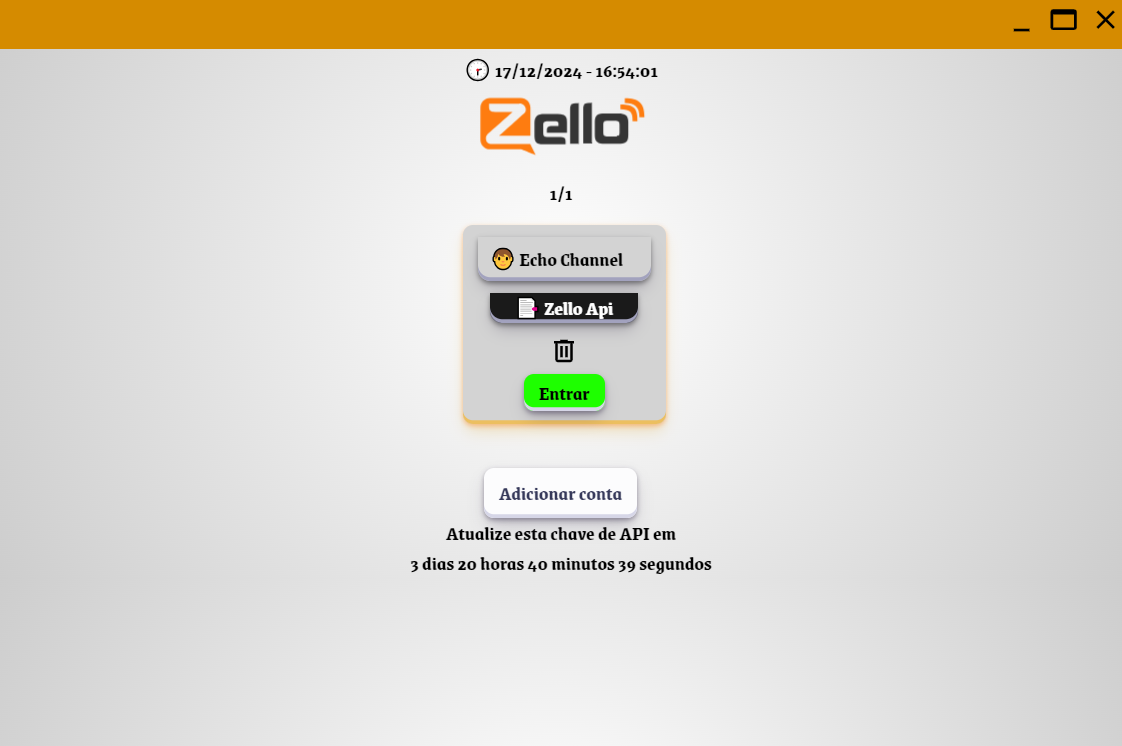 17/12/2024 - 16:54:01
Zello
1/1
Echo Channel
Zello Api
Entrar
Adicionar conta
Atualize esta chave de API em
3 dias 20 horas 40 minutos 39 segundos